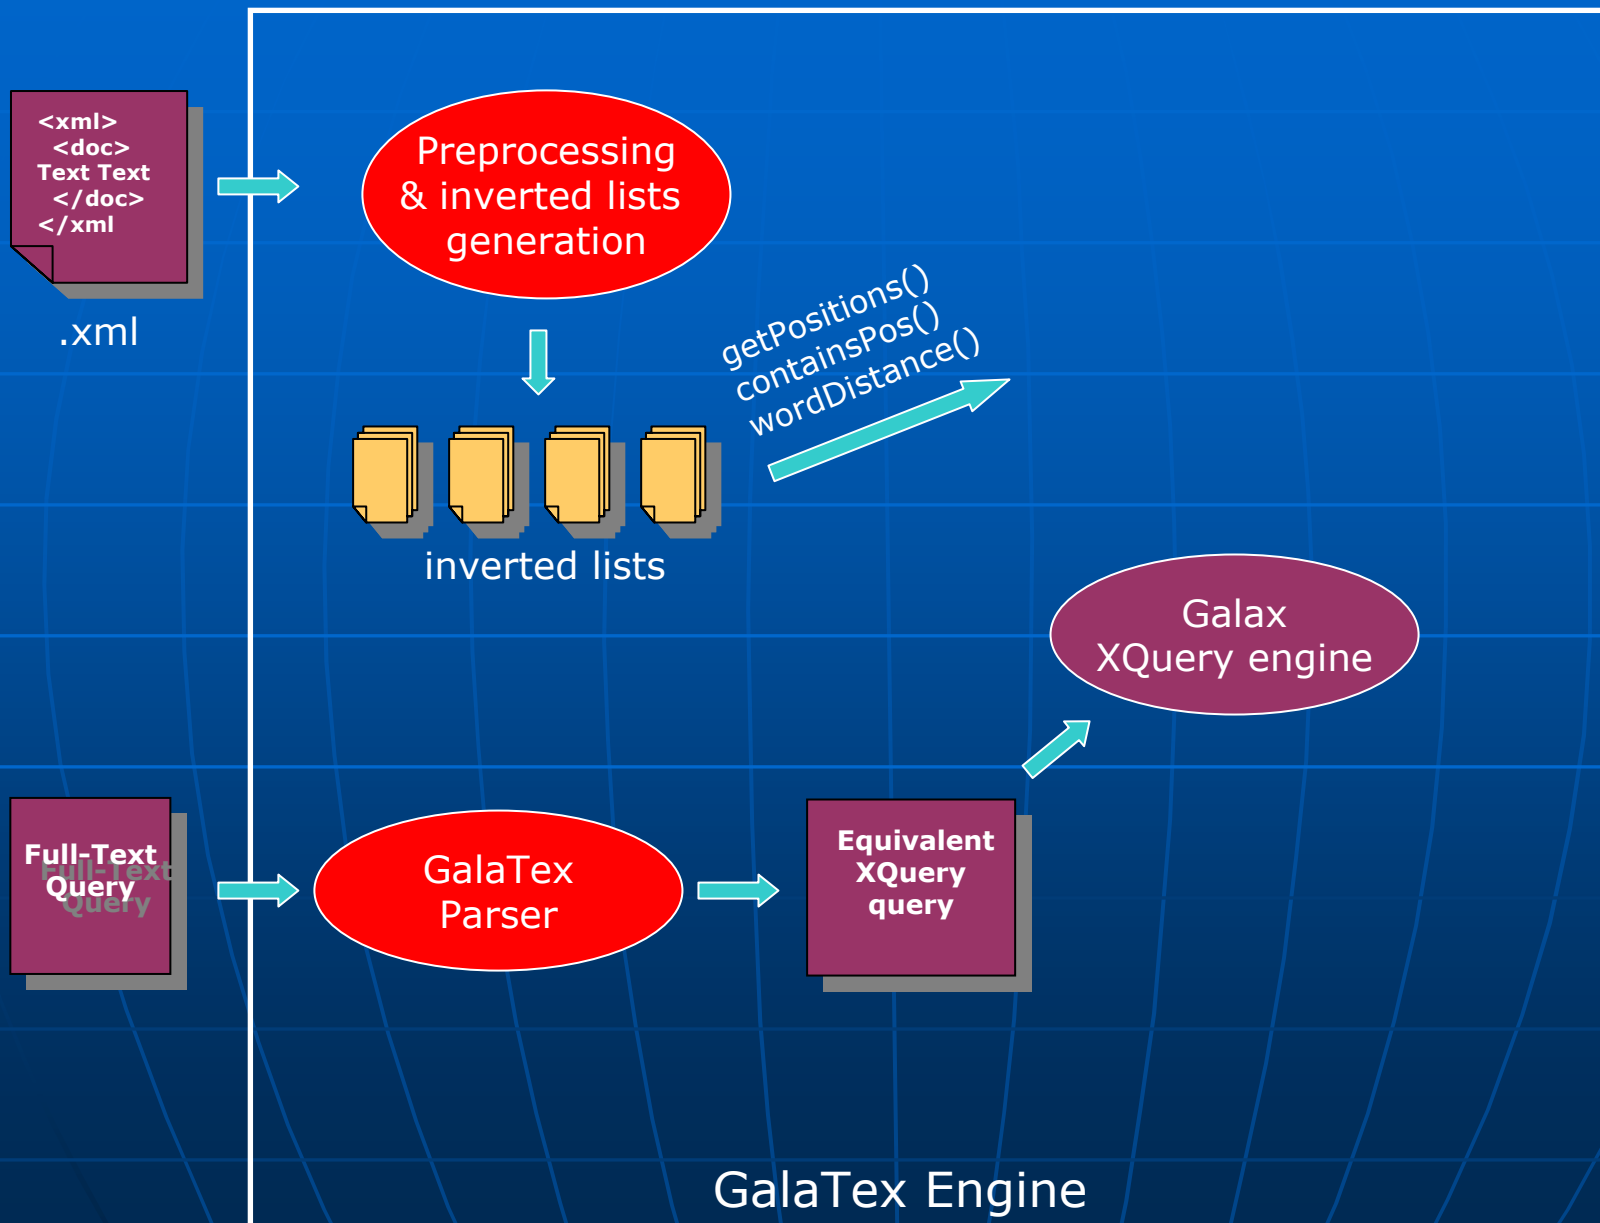 <xml>
<doc>
Text Text
</doc>
</xml
.xml
Preprocessing
& inverted lists
generation
getPositions()
containsPos()
wordDistance()
inverted lists
Galax
XQuery engine
Full-Text
Query
GalaTex
Parser
Equivalent
XQuery
query
GalaTex Engine